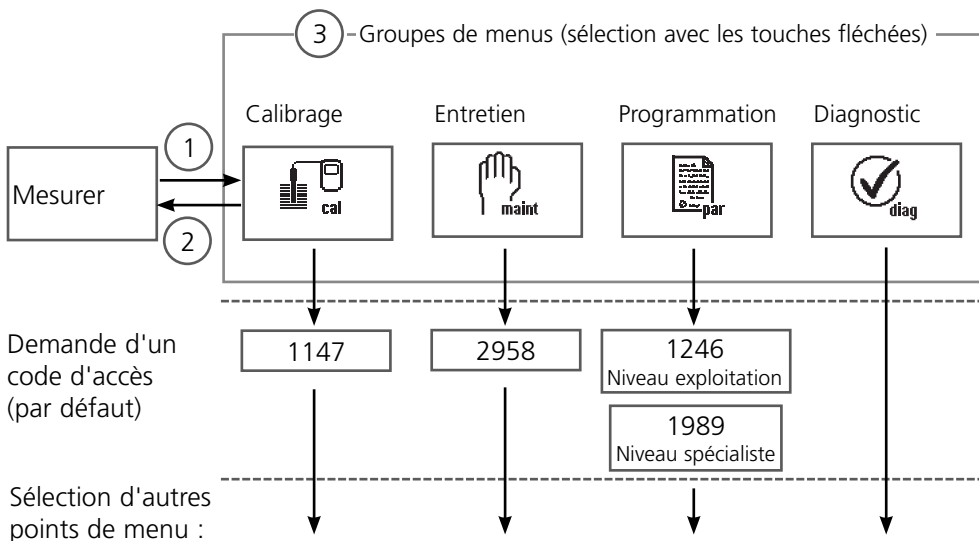 3
Groupes de menus (sélection avec les touches fléchées)
Calibrage
Entretien
Programmation
Diagnostic
Mesurer
1
2
cal
maint
par
diag
Demande d'un
code d'accès
(par défaut)
1147
2958
1246
Niveau exploitation
1989
Niveau spécialiste
Sélection d'autres
points de menu :